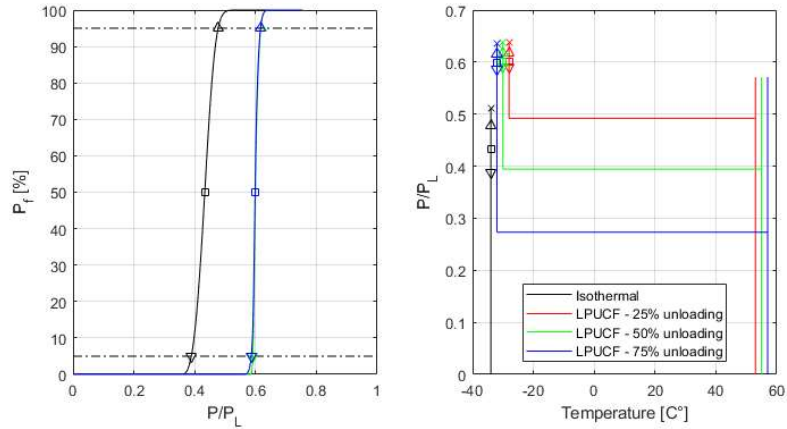 100
90
80
70
60
50
40
30
20
10
0
P_f [%]
0 0.2 0.4 0.6 0.8 1
P/P_L
0.7
0.6
0.5
0.4
0.3
0.2
0.1
0
P/P_L
Isothermal
LPUCF - 25% unloading
LPUCF - 50% unloading
LPUCF - 75% unloading
-40 -20 0 20 40 60
Temperature [C°]